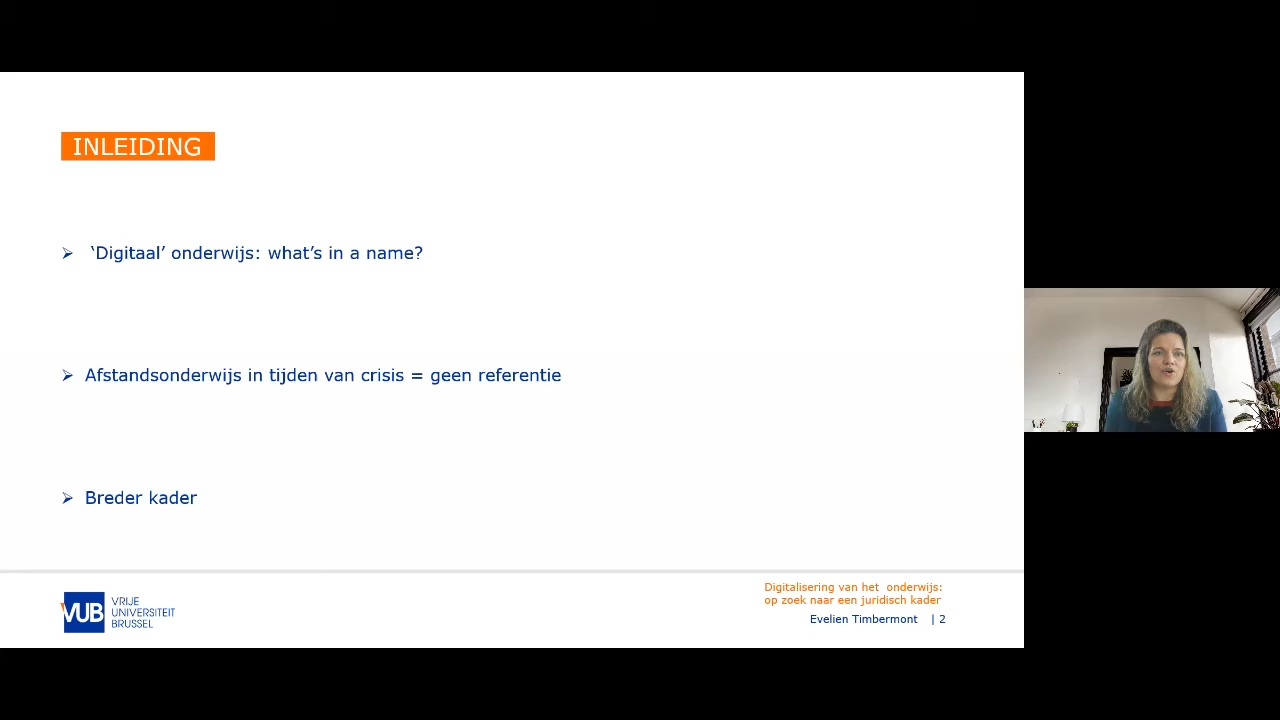 INLEIDING
‘Digitaal’ onderwijs: what’s in a name?
Afstandsonderwijs in tijden van crisis = geen referentie
Breder kader
VUB
VRIJE
UNIVERSITEIT
BRUSSEL
Digitalisering van het onderwijs:
op zoek naar een juridisch kader
Evelien Timbermont | 2